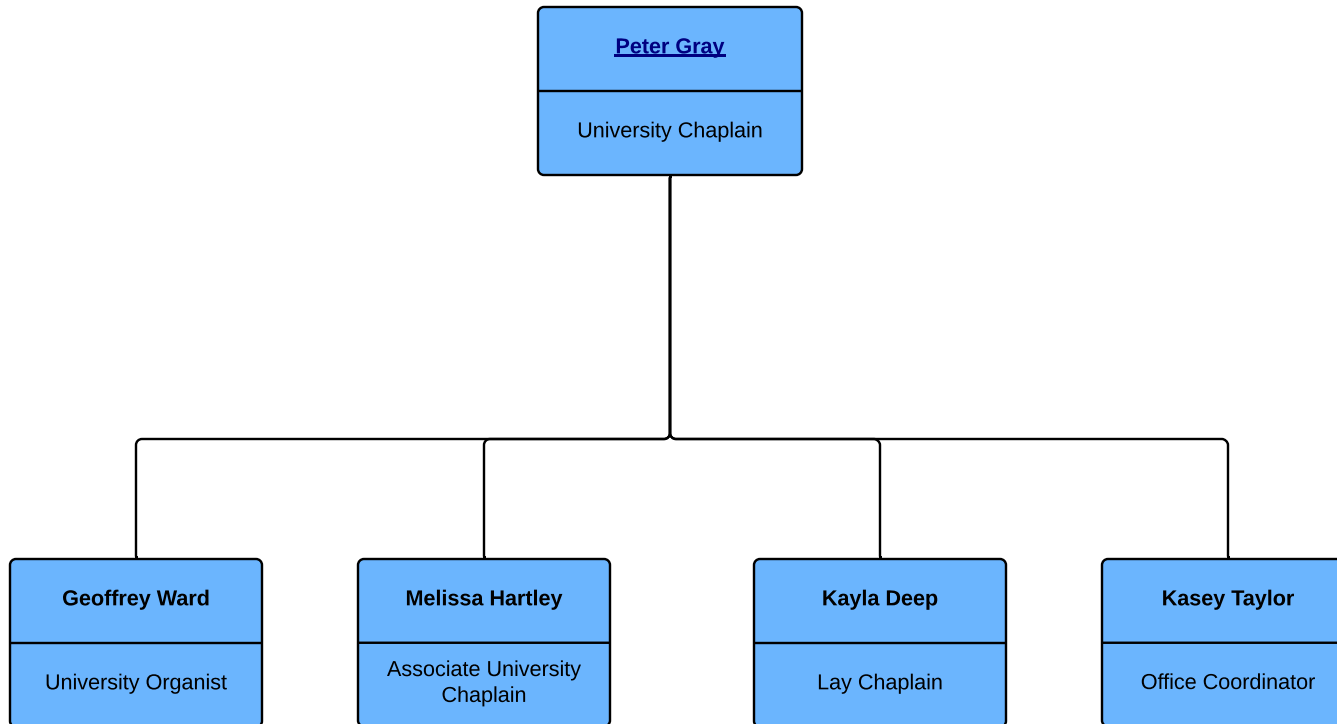 Peter Gray
University Chaplain
Geoffrey Ward
University Organist
Melissa Hartley
Associate University
Chaplain
Kayla Deep
Lay Chaplain
Kasey Taylor
Office Coordinator